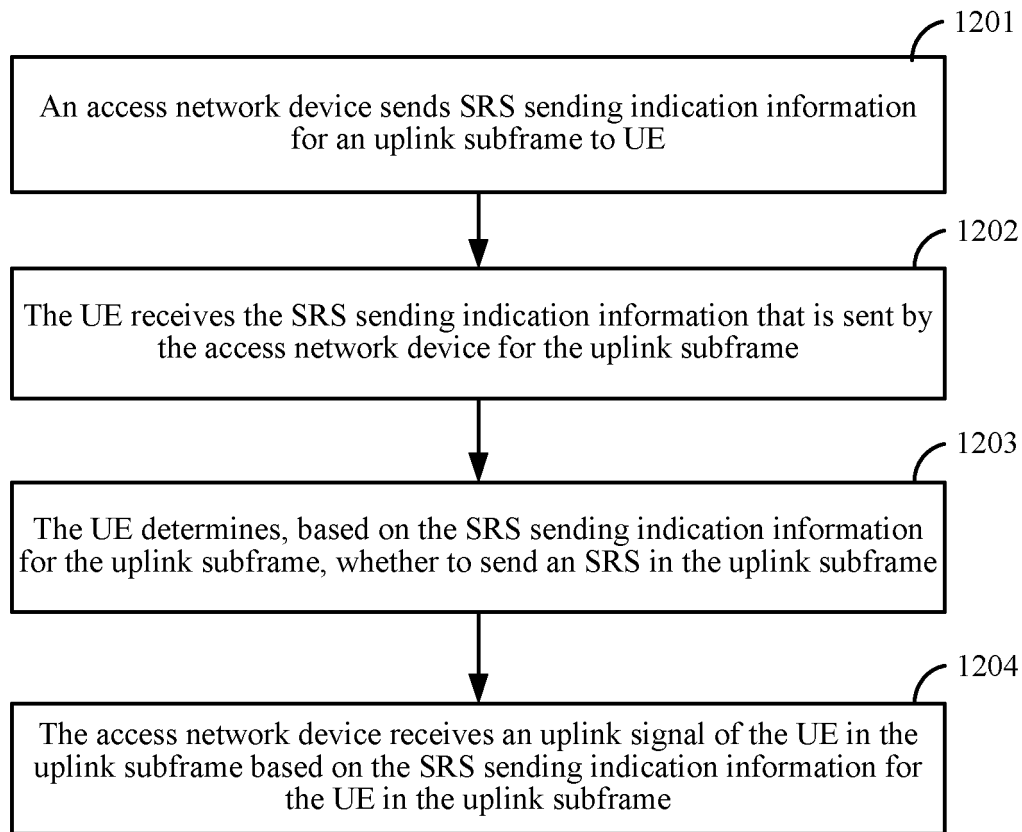 1201
An access network device sends SRS sending indication information
for an uplink subframe to UE
1202
The UE receives the SRS sending indication information that is sent by
the access network device for the uplink subframe
1203
The UE determines, based on the SRS sending indication information
for the uplink subframe, whether to send an SRS in the uplink subframe
1204
The access network device receives an uplink signal of the UE in the
uplink subframe based on the SRS sending indication information for
the UE in the uplink subframe